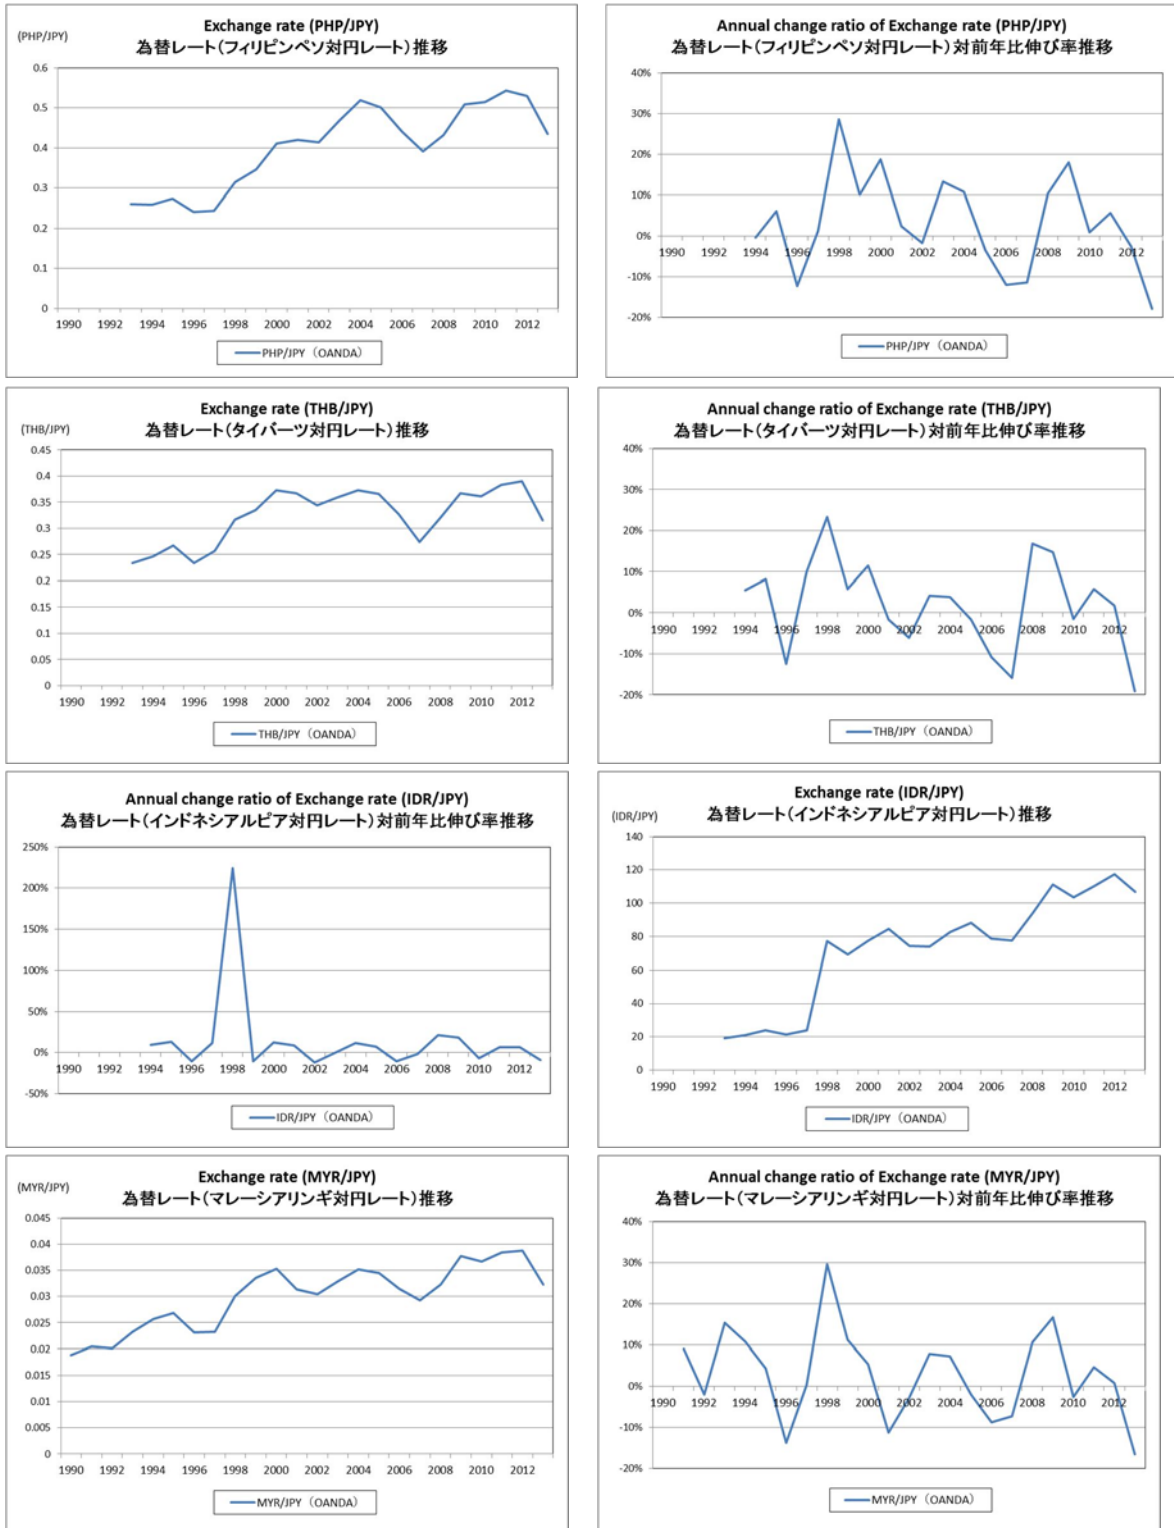 Exchange rate (PHP/JPY)
(PHP/JPY)
為替レート(フィリピンペソ対円レート)推移
0.6
0.5
0.4
0.3
0.2
0.1
0
1990 1992 1994 1996 1998 2000 2002 2004 2006 2008 2010 2012
PHP/JPY（OANDA）
Annual change ratio of Exchange rate (PHP/JPY)
為替レート(フィリピンペソ対円レート)対前年比伸び率推移
40%
30%
20%
10%
0%
1990 1992 1994 1996 1998 2000 2002 2004 2006 2008 2010 2012
-10%
-20%
PHP/JPY（OANDA）
Exchange rate (THB/JPY)
為替レート(タイバーツ対円レート)推移
(THB/JPY)
0.45
0.4
0.35
0.3
0.25
0.2
0.15
0.1
0.05
0
1990 1992 1994 1996 1998 2000 2002 2004 2006 2008 2010 2012
THB/JPY（OANDA）
Annual change ratio of Exchange rate (THB/JPY)
為替レート(タイバーツ対円レート)対前年比伸び率推移
40%
30%
20%
10%
0%
1990 1992 1994 1996 1998 2000 2002 2004 2006 2008 2010 2012
-10%
-20%
THB/JPY（OANDA）
Annual change ratio of Exchange rate (IDR/JPY)
為替レート(インドネシアルピア対円レート)対前年比伸び率推移
250%
200%
150%
100%
50%
0%
1990 1992 1994 1996 1998 2000 2002 2004 2006 2008 2010 2012
-50%
IDR/JPY（OANDA）
Exchange rate (IDR/JPY)
(IDR/JPY)
為替レート(インドネシアルピア対円レート)推移
140
120
100
80
60
40
20
0
1990 1992 1994 1996 1998 2000 2002 2004 2006 2008 2010 2012
IDR/JPY（OANDA）
Exchange rate (MYR/JPY)
(MYR/JPY)
為替レート(マレーシアリンギ対円レート)推移
0.045
0.04
0.035
0.03
0.025
0.02
0.015
0.01
0.005
0
1990 1992 1994 1996 1998 2000 2002 2004 2006 2008 2010 2012
MYR/JPY（OANDA）
Annual change ratio of Exchange rate (MYR/JPY)
為替レート(マレーシアリンギ対円レート)対前年比伸び率推移
40%
30%
20%
10%
0%
1990 1992 1994 1996 1998 2000 2002 2004 2006 2008 2010 2012
-10%
-20%
MYR/JPY（OANDA）